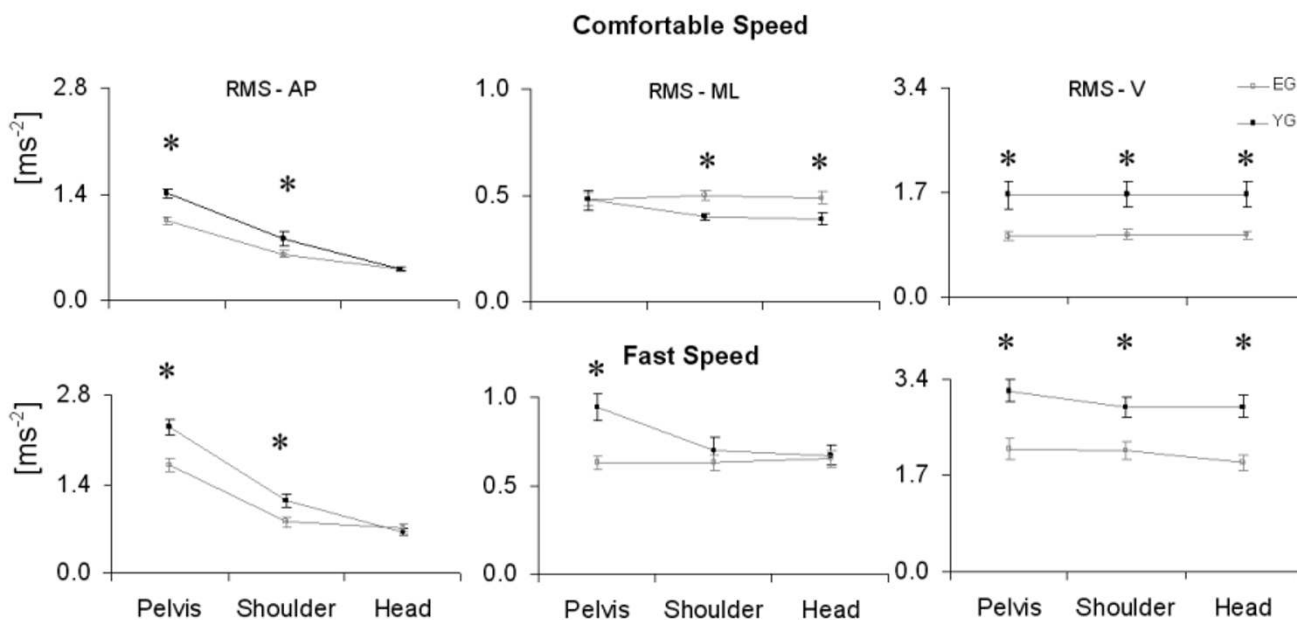 Comfortable Speed
RMS - AP
RMS - ML
RMS - V
EG
YG
[ms⁻²]
2.8
1.4
0.0
* *
1.0
0.5
0.0
* *
3.4
1.7
0.0
* * *
Fast Speed
[ms⁻²]
2.8
1.4
0.0
* *
Pelvis Shoulder Head
1.0
0.5
0.0
*
Pelvis Shoulder Head
3.4
1.7
0.0
* * *
Pelvis Shoulder Head